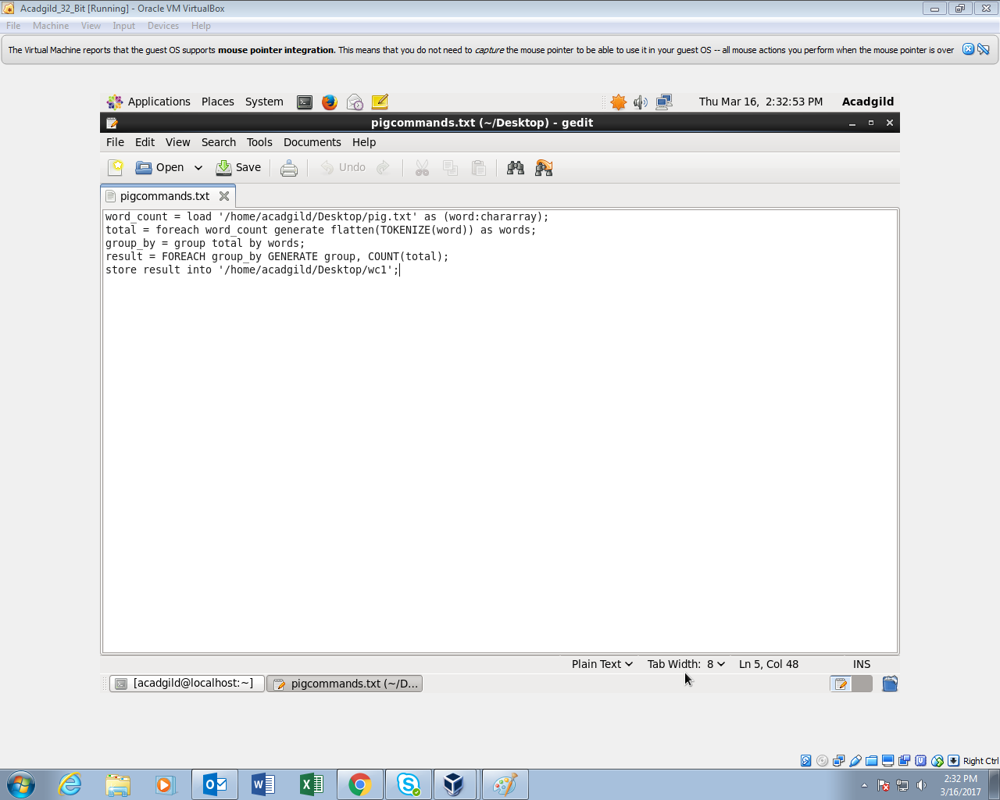 Acadgild_32_Bit [Running] - Oracle VM VirtualBox
File Machine View Input Devices Help
The Virtual Machine reports that the guest OS supports mouse pointer integration. This means that you do not need to capture the mouse pointer to be able to use it in your guest OS -- all mouse actions you perform when the mouse pointer is over
Applications Places System Thu Mar 16, 2:32:53 PM Acadgild
pigcommands.txt (~/Desktop) - gedit
File Edit View Search Tools Documents Help
Open Save Undo
pigcommands.txt
word_count = load '/home/acadgild/Desktop/pig.txt' as (word:chararray);
total = foreach word_count generate flatten(TOKENIZE(word)) as words;
group_by = group total by words;
result = FOREACH group_by GENERATE group, COUNT(total);
store result into '/home/acadgild/Desktop/wc1';
Plain Text Tab Width: 8 Ln 5, Col 48 INS
[acadgild@localhost:~] pigcommands.txt (~/D...
Right Ctrl
2:32 PM
3/16/2017